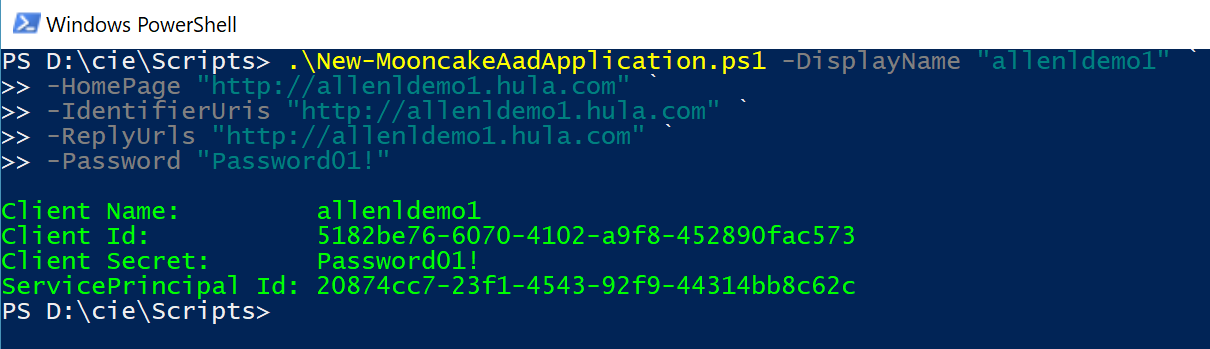 Windows PowerShell
PS D:\cie\Scripts> .\New-MooncakeAadApplication.ps1 -DisplayName "allenldemo1" `
>> -HomePage "http://allenldemo1.hula.com" `
>> -IdentifierUris "http://allenldemo1.hula.com" `
>> -ReplyUrls "http://allenldemo1.hula.com" `
>> -Password "Password01!"
Client Name: allenldemo1
Client Id: 5182be76-6070-4102-a9f8-452890fac573
Client Secret: Password01!
ServicePrincipal Id: 20874cc7-23f1-4543-92f9-44314bb8c62c
PS D:\cie\Scripts>